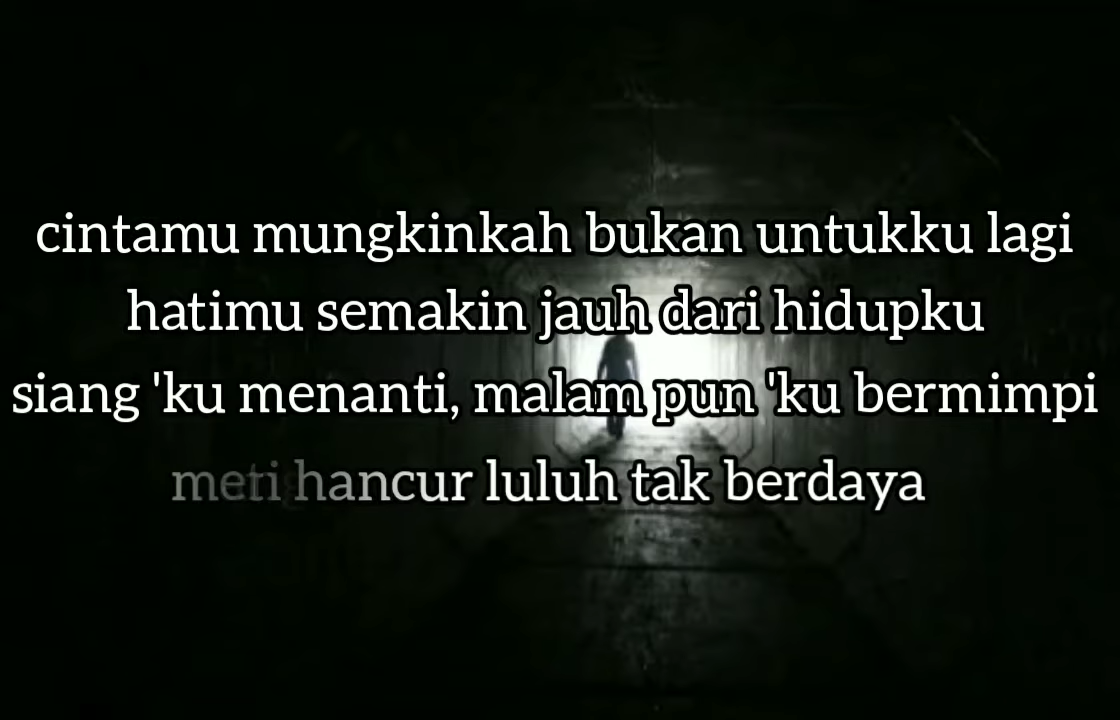 cintamu mungkinkah bukan untukku lagi
hatimu semakin jauh dari hidupku
siang 'ku menanti, malam pun 'ku bermimpi
hancur luluh tak berdaya